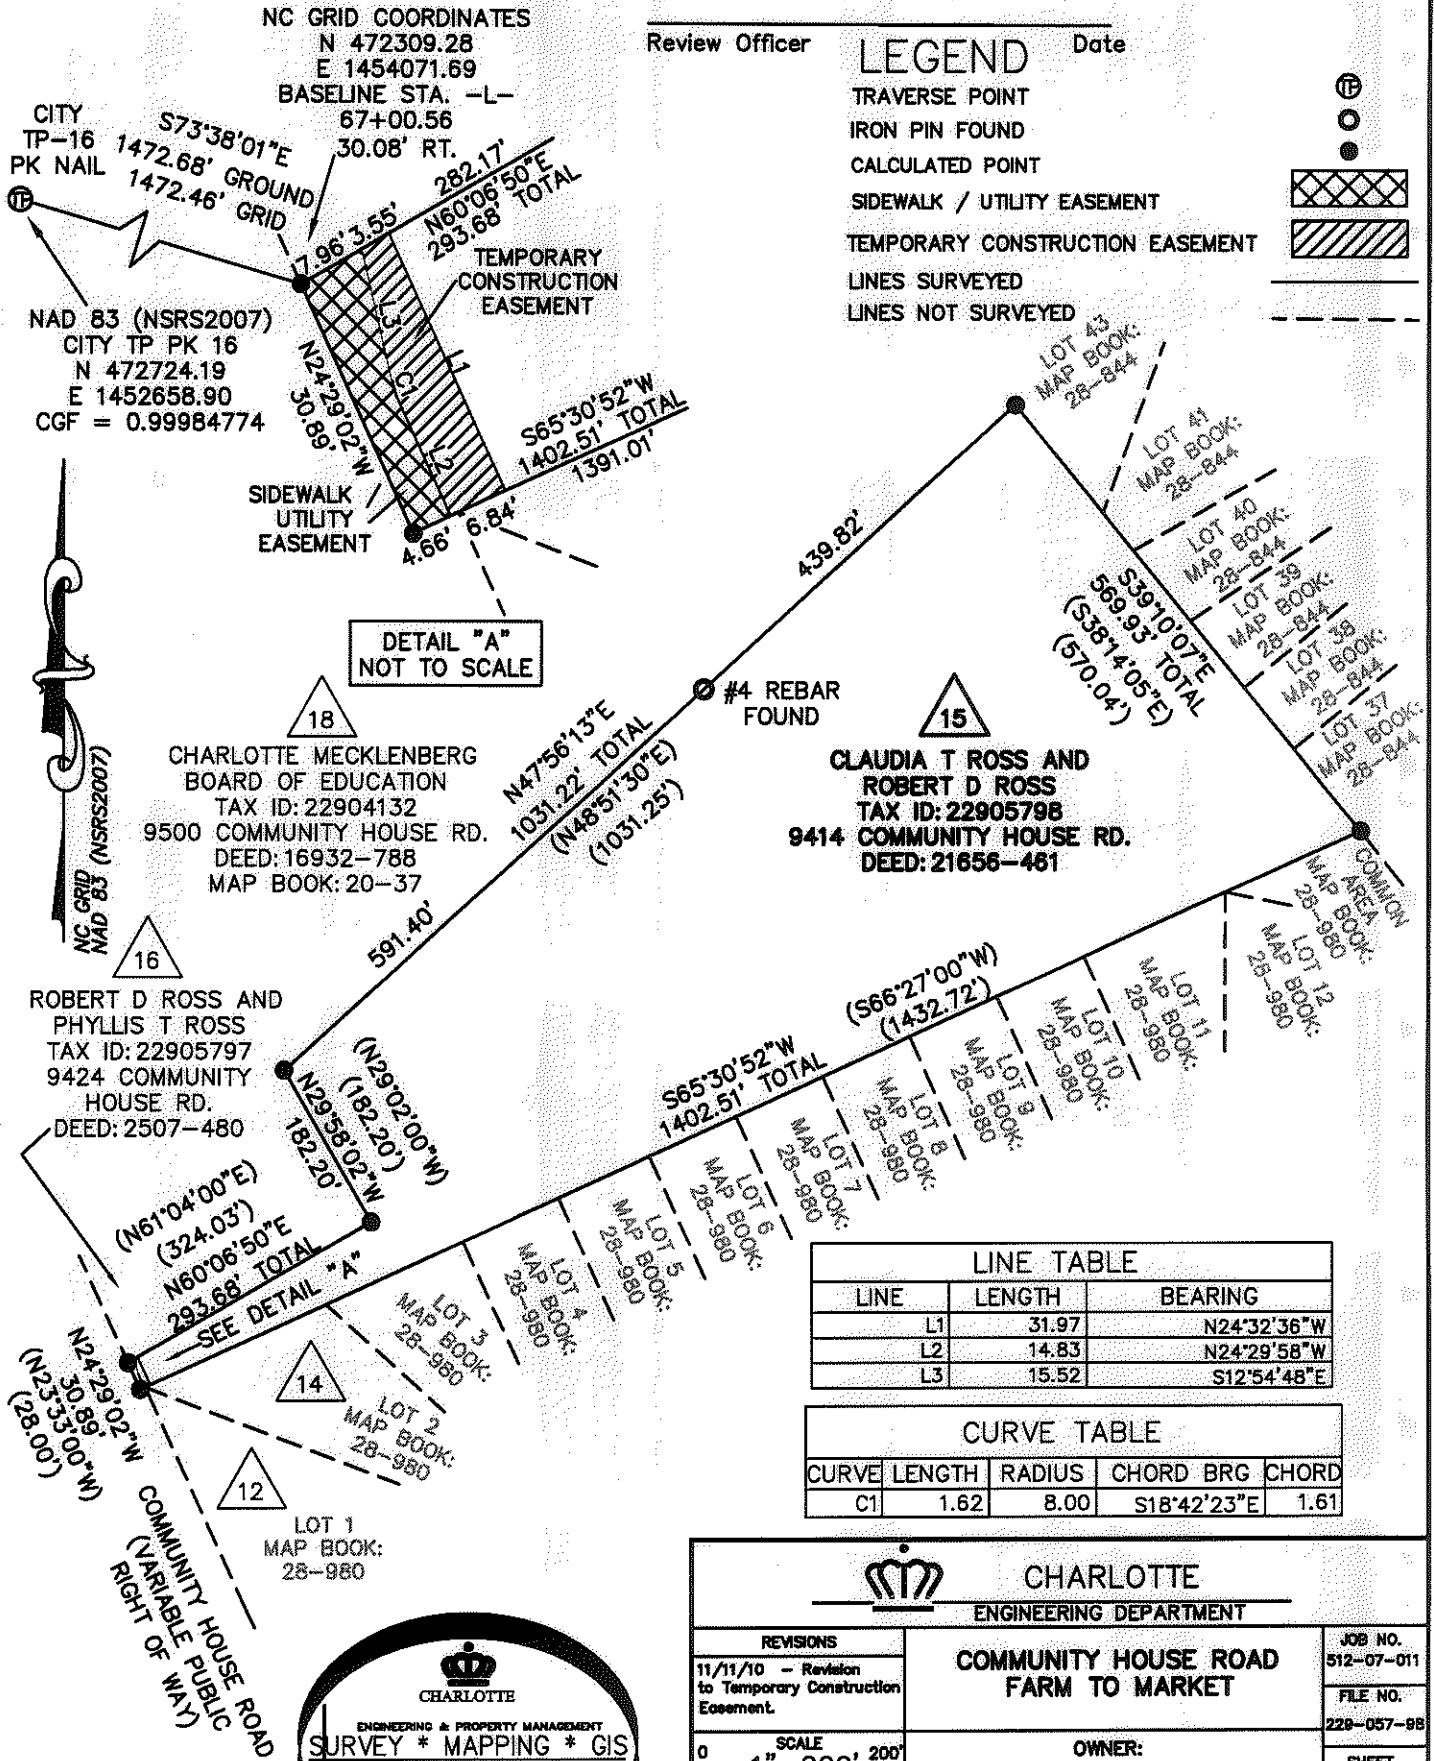 NC GRID COORDINATES
N 472309.28
E 1454071.69
BASELINE STA. -L-
67+00.56
30.08' RT.
Review Officer
Date
LEGEND
TRAVERSE POINT
TP
IRON PIN FOUND
CALCULATED POINT
SIDEWALK / UTILITY EASEMENT
TEMPORARY CONSTRUCTION EASEMENT
LINES SURVEYED
LINES NOT SURVEYED
CITY
TP-16
PK NAIL
TP
S73°38'01"E
1472.68' GROUND
1472.46' GRID
7.96'
3.55'
282.17'
N60°06'50"E
293.68' TOTAL
TEMPORARY
CONSTRUCTION
EASEMENT
NAD 83 (NSRS2007)
CITY TP PK 16
N 472724.19
E 1452658.90
CGF = 0.99984774
N24°29'02"W
30.89'
L3
C1
L1
L2
S65°30'52"W
1402.51' TOTAL
1391.01'
SIDEWALK
UTILITY
EASEMENT
4.66'
6.84'
DETAIL "A"
NOT TO SCALE
NC GRID
NAD 83 (NSRS2007)
LOT 43
MAP BOOK:
28-844
LOT 41
MAP BOOK:
28-844
LOT 40
MAP BOOK:
28-844
LOT 39
MAP BOOK:
28-844
LOT 38
MAP BOOK:
28-844
LOT 37
MAP BOOK:
28-844
439.82'
S39°10'07"E
569.93' TOTAL
(S38°14'05"E)
(570.04')
#4 REBAR
FOUND
18
CHARLOTTE MECKLENBERG
BOARD OF EDUCATION
TAX ID: 22904132
9500 COMMUNITY HOUSE RD.
DEED: 16932-788
MAP BOOK: 20-37
N47°56'13"E
1031.22' TOTAL
(N48°51'30"E)
(1031.25')
591.40'
15
CLAUDIA T ROSS AND
ROBERT D ROSS
TAX ID: 22905798
9414 COMMUNITY HOUSE RD.
DEED: 21656-461
16
ROBERT D ROSS AND
PHYLLIS T ROSS
TAX ID: 22905797
9424 COMMUNITY
HOUSE RD.
DEED: 2507-480
(N29°02'00"W)
(182.20')
N29°58'02"W
182.20'
COMMON
AREA
MAP BOOK:
28-980
LOT 12
MAP BOOK:
28-980
LOT 11
MAP BOOK:
28-980
LOT 10
MAP BOOK:
28-980
LOT 9
MAP BOOK:
28-980
LOT 8
MAP BOOK:
28-980
LOT 7
MAP BOOK:
28-980
LOT 6
MAP BOOK:
28-980
LOT 5
MAP BOOK:
28-980
LOT 4
MAP BOOK:
28-980
LOT 3
MAP BOOK:
28-980
LOT 2
MAP BOOK:
28-980
LOT 1
MAP BOOK:
28-980
(S66°27'00"W)
(1432.72')
S65°30'52"W
1402.51' TOTAL
(N61°04'00"E)
(324.03')
N60°06'50"E
293.68' TOTAL
SEE DETAIL "A"
N24°29'02"W
30.89'
(N23°33'00"W)
(28.00')
14
12
COMMUNITY HOUSE ROAD
(VARIABLE PUBLIC
RIGHT OF WAY)
LINE TABLE
LINE LENGTH BEARING
L1 31.97 N24°32'36"W
L2 14.83 N24°29'58"W
L3 15.52 S12°54'48"E
CURVE TABLE
CURVE LENGTH RADIUS CHORD BRG CHORD
C1 1.62 8.00 S18°42'23"E 1.61
CHARLOTTE
ENGINEERING DEPARTMENT
REVISIONS
11/11/10 - Revision
to Temporary Construction
Easement.
COMMUNITY HOUSE ROAD
FARM TO MARKET
JOB NO.
512-07-011
FILE NO.
229-057-9B
0 SCALE 200'
OWNER:
CHARLOTTE
ENGINEERING & PROPERTY MANAGEMENT
SURVEY * MAPPING * GIS